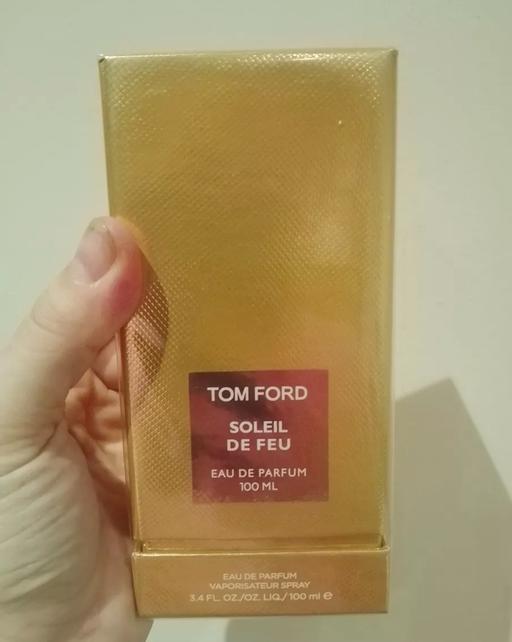 TOM FORD
SOLEIL
DE FEU
EAU DE PARFUM
100 ML
EAU DE PARFUM
VAPORISATEUR SPRAY
3.4 FL. OZ./OZ. LIQ./ 100 ml ℮